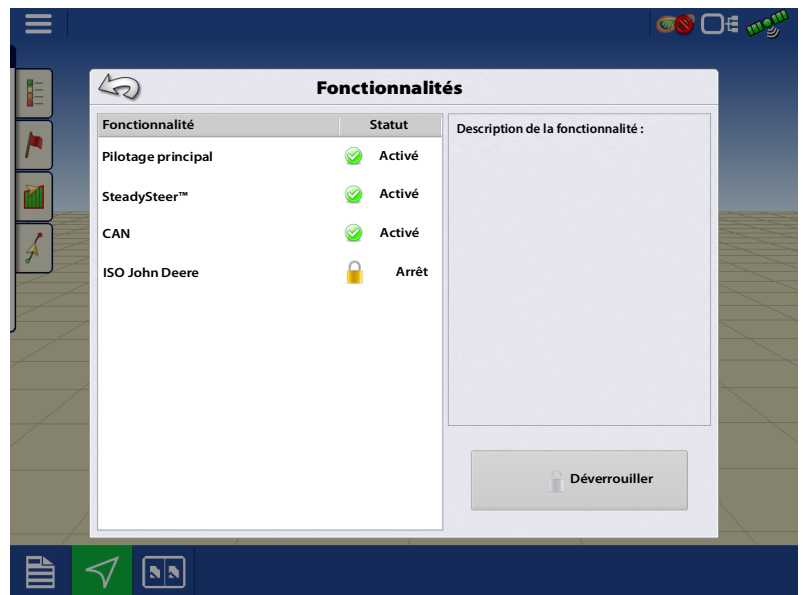 Fonctionnalités
Fonctionnalité Statut
Description de la fonctionnalité :
Pilotage principal Activé
SteadySteer™ Activé
CAN Activé
ISO John Deere Arrêt
Déverrouiller